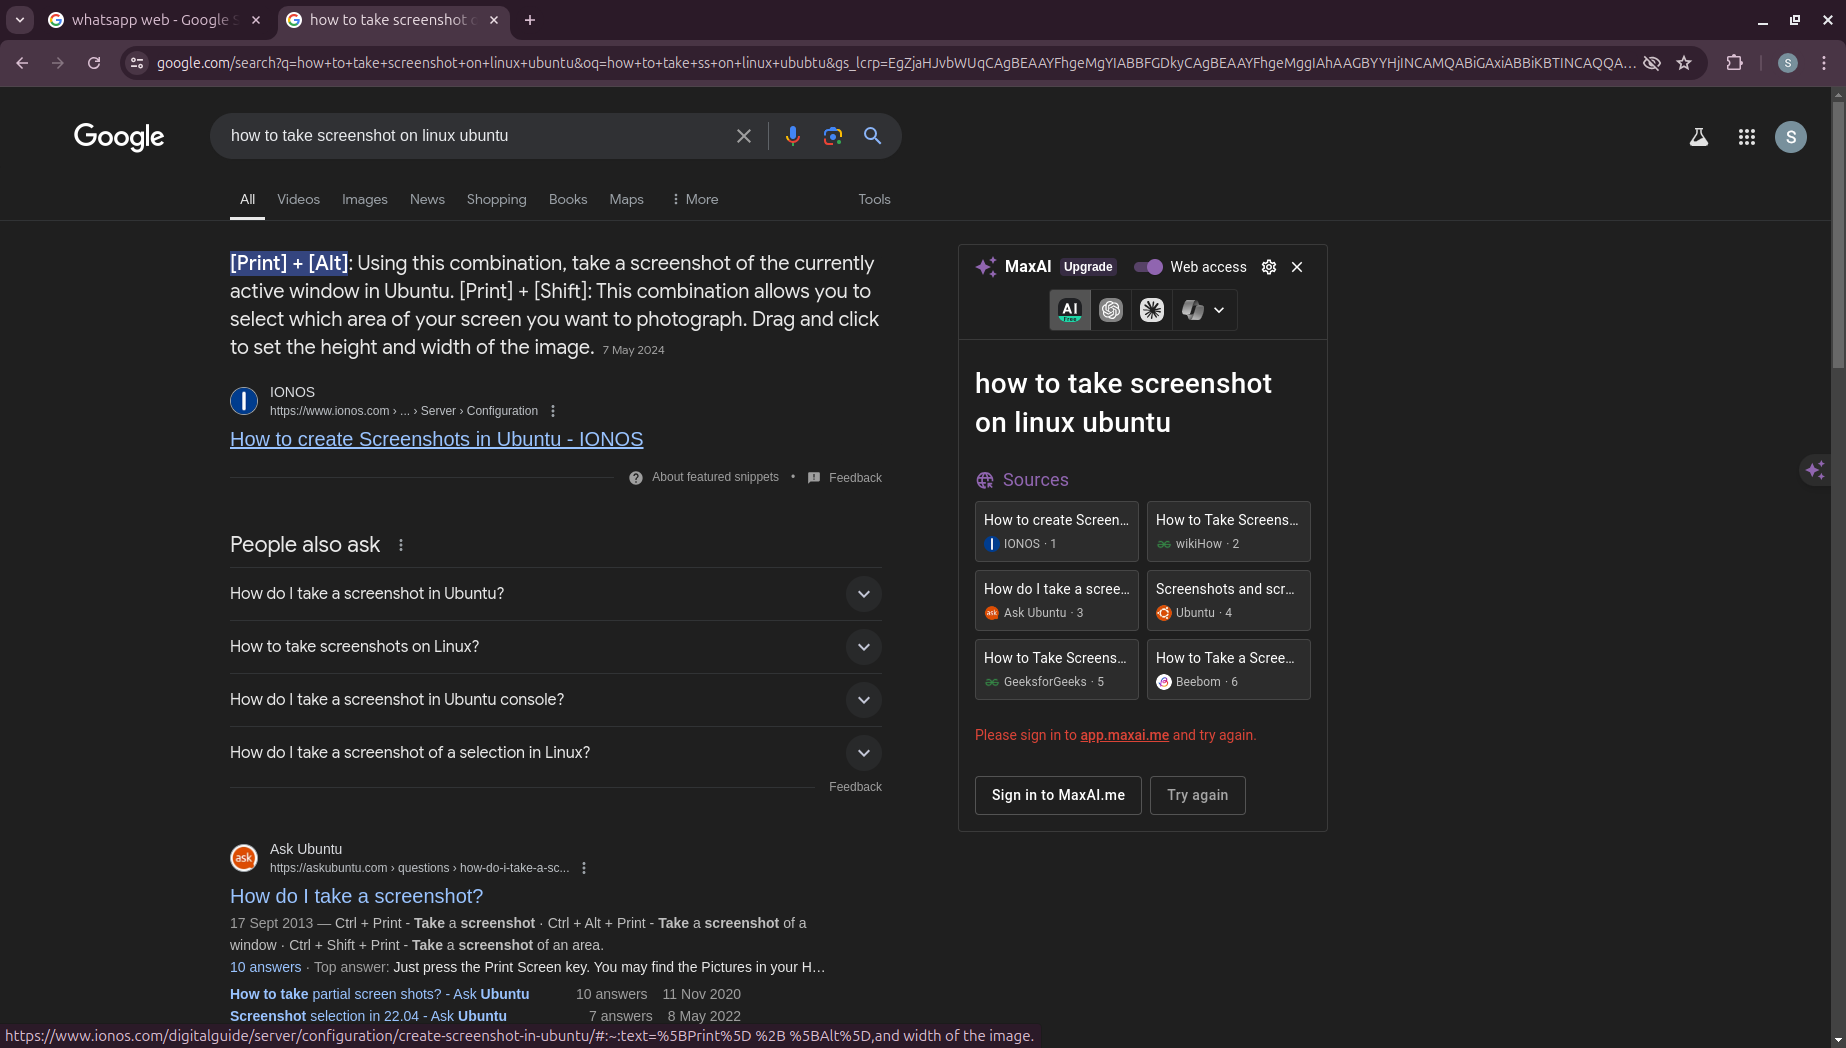 whatsapp web - Google S
how to take screenshot o
google.com/search?q=how+to+take+screenshot+on+linux+ubuntu&oq=how+to+take+ss+on+linux+ububtu&gs_lcrp=EgZjaHJvbWUqCAgBEAAYFhgeMgYIABBFGDkyCAgBEAAYFhgeMggIAhAAGBYYHjINCAMQABiGAxiABBiKBTINCAQQA...
S
Google
how to take screenshot on linux ubuntu
S
All
Videos
Images
News
Shopping
Books
Maps
More
Tools
[Print] + [Alt]: Using this combination, take a screenshot of the currently
active window in Ubuntu. [Print] + [Shift]: This combination allows you to
select which area of your screen you want to photograph. Drag and click
to set the height and width of the image. 7 May 2024
IONOS
https://www.ionos.com › ... › Server › Configuration
How to create Screenshots in Ubuntu - IONOS
About featured snippets • Feedback
People also ask
How do I take a screenshot in Ubuntu?
How to take screenshots on Linux?
How do I take a screenshot in Ubuntu console?
How do I take a screenshot of a selection in Linux?
Feedback
ask
Ask Ubuntu
https://askubuntu.com › questions › how-do-i-take-a-sc...
How do I take a screenshot?
17 Sept 2013 — Ctrl + Print - Take a screenshot · Ctrl + Alt + Print - Take a screenshot of a
window · Ctrl + Shift + Print - Take a screenshot of an area.
10 answers · Top answer: Just press the Print Screen key. You may find the Pictures in your H...
How to take partial screen shots? - Ask Ubuntu 10 answers 11 Nov 2020
Screenshot selection in 22.04 - Ask Ubuntu 7 answers 8 May 2022
MaxAI Upgrade Web access
AI
Free
how to take screenshot
on linux ubuntu
Sources
How to create Screen...
IONOS · 1
How to Take Screens...
wikiHow · 2
How do I take a scree...
ask
Ask Ubuntu · 3
Screenshots and scr...
Ubuntu · 4
How to Take Screens...
GeeksforGeeks · 5
How to Take a Scree...
Beebom · 6
Please sign in to app.maxai.me and try again.
Sign in to MaxAI.me
Try again
https://www.ionos.com/digitalguide/server/configuration/create-screenshot-in-ubuntu/#:~:text=%5BPrint%5D %2B %5BAlt%5D,and width of the image.